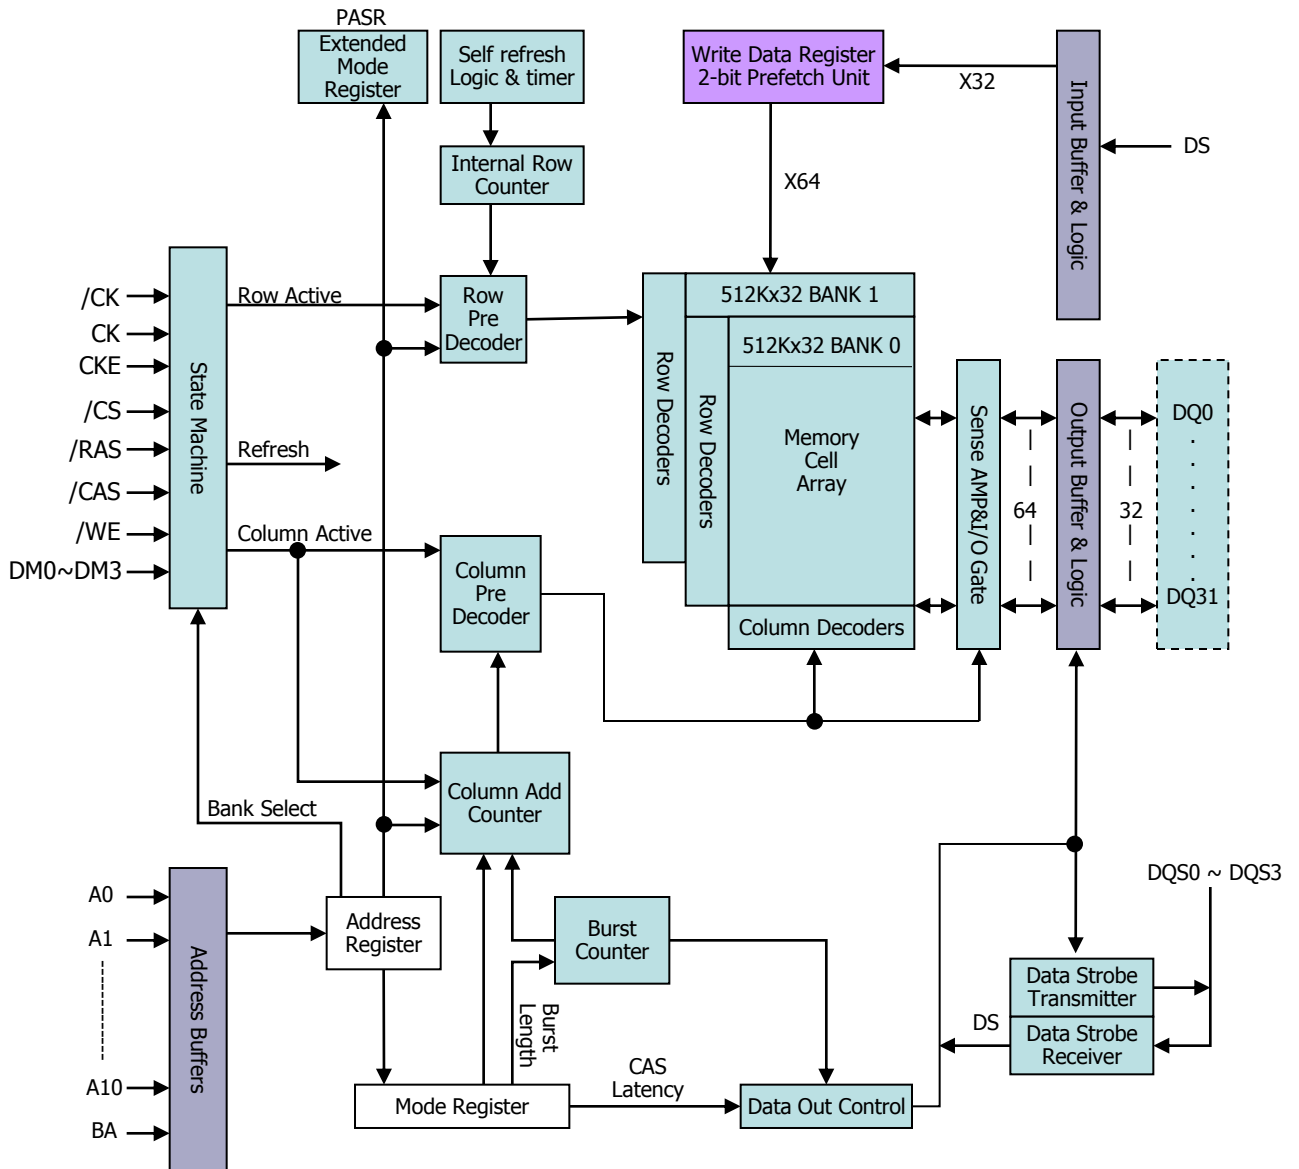 PASR
Extended
Mode
Register
Self refresh
Logic & timer
Write Data Register
2-bit Prefetch Unit
X32
Input Buffer & Logic
DS
Internal Row
Counter
X64
/CK
CK
CKE
/CS
/RAS
/CAS
/WE
DM0~DM3
State Machine
Row Active
Refresh
Column Active
Row
Pre
Decoder
Row Decoders
Row Decoders
512Kx32 BANK 1
512Kx32 BANK 0
Memory
Cell
Array
Column Decoders
Sense AMP&I/O Gate
64
Output Buffer & Logic
32
DQ0
DQ31
Column
Pre
Decoder
Column Add
Counter
Bank Select
A0
A1
A10
BA
Address Buffers
Address
Register
Burst
Counter
Burst
Length
Mode Register
CAS
Latency
Data Out Control
DQS0 ~ DQS3
Data Strobe
Transmitter
DS
Data Strobe
Receiver